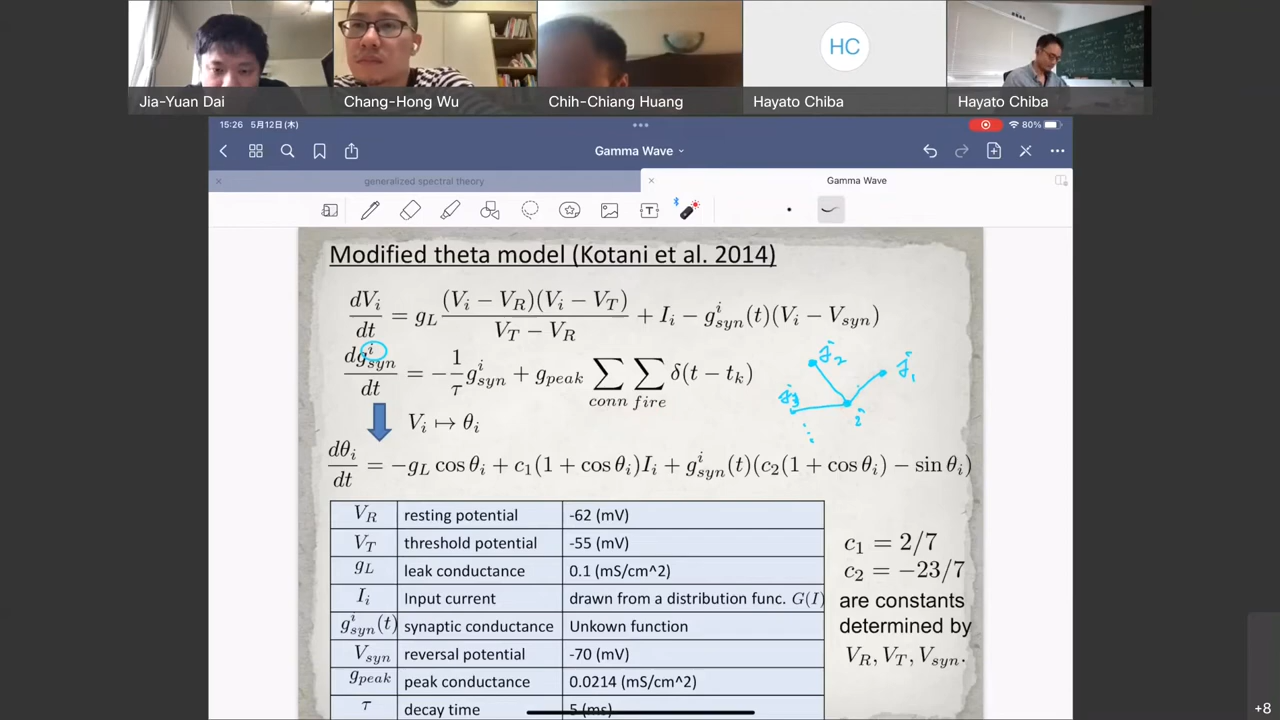 HC
Jia-Yuan Dai
Chang-Hong Wu
Chih-Chiang Huang
Hayato Chiba
Hayato Chiba
15:26 5月12日(木)
80%
Gamma Wave
generalized spectral theory
Gamma Wave
Modified theta model (Kotani et al. 2014)
dV_i/dt = g_L (V_i − V_R)(V_i − V_T)/(V_T − V_R) + I_i − g^i_syn(t)(V_i − V_syn)
dg^i_syn/dt = −1/τ g^i_syn + g_peak ∑_conn ∑_fire δ(t − t_k)
j_2
j_1
j_3
i
V_i ↦ θ_i
dθ_i/dt = −g_L cos θ_i + c_1(1 + cos θ_i)I_i + g^i_syn(t)(c_2(1 + cos θ_i) − sin θ_i)
V_R resting potential -62 (mV)
V_T threshold potential -55 (mV)
g_L leak conductance 0.1 (mS/cm^2)
I_i Input current drawn from a distribution func. G(I)
g^i_syn(t) synaptic conductance Unkown function
V_syn reversal potential -70 (mV)
g_peak peak conductance 0.0214 (mS/cm^2)
τ decay time 5 (ms)
c_1 = 2/7
c_2 = −23/7
are constants
determined by
V_R, V_T, V_syn.
+8